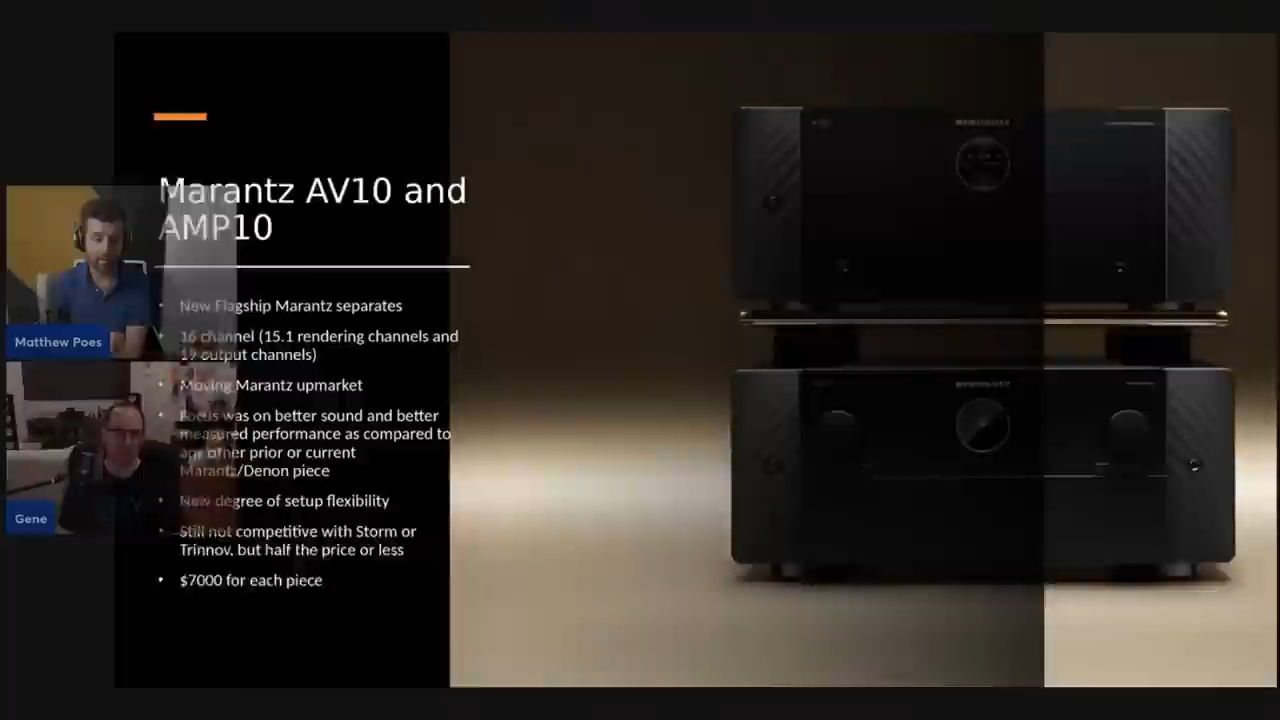 Marantz AV10 and
AMP10
• New Flagship Marantz separates
• 16 channel (15.1 rendering channels and
19 output channels)
• Moving Marantz upmarket
• Focus was on better sound and better
measured performance as compared to
any other prior or current
Marantz/Denon piece
• New degree of setup flexibility
• Still not competitive with Storm or
Trinnov, but half the price or less
• $7000 for each piece
Matthew Poes
Gene
marantz
marantz